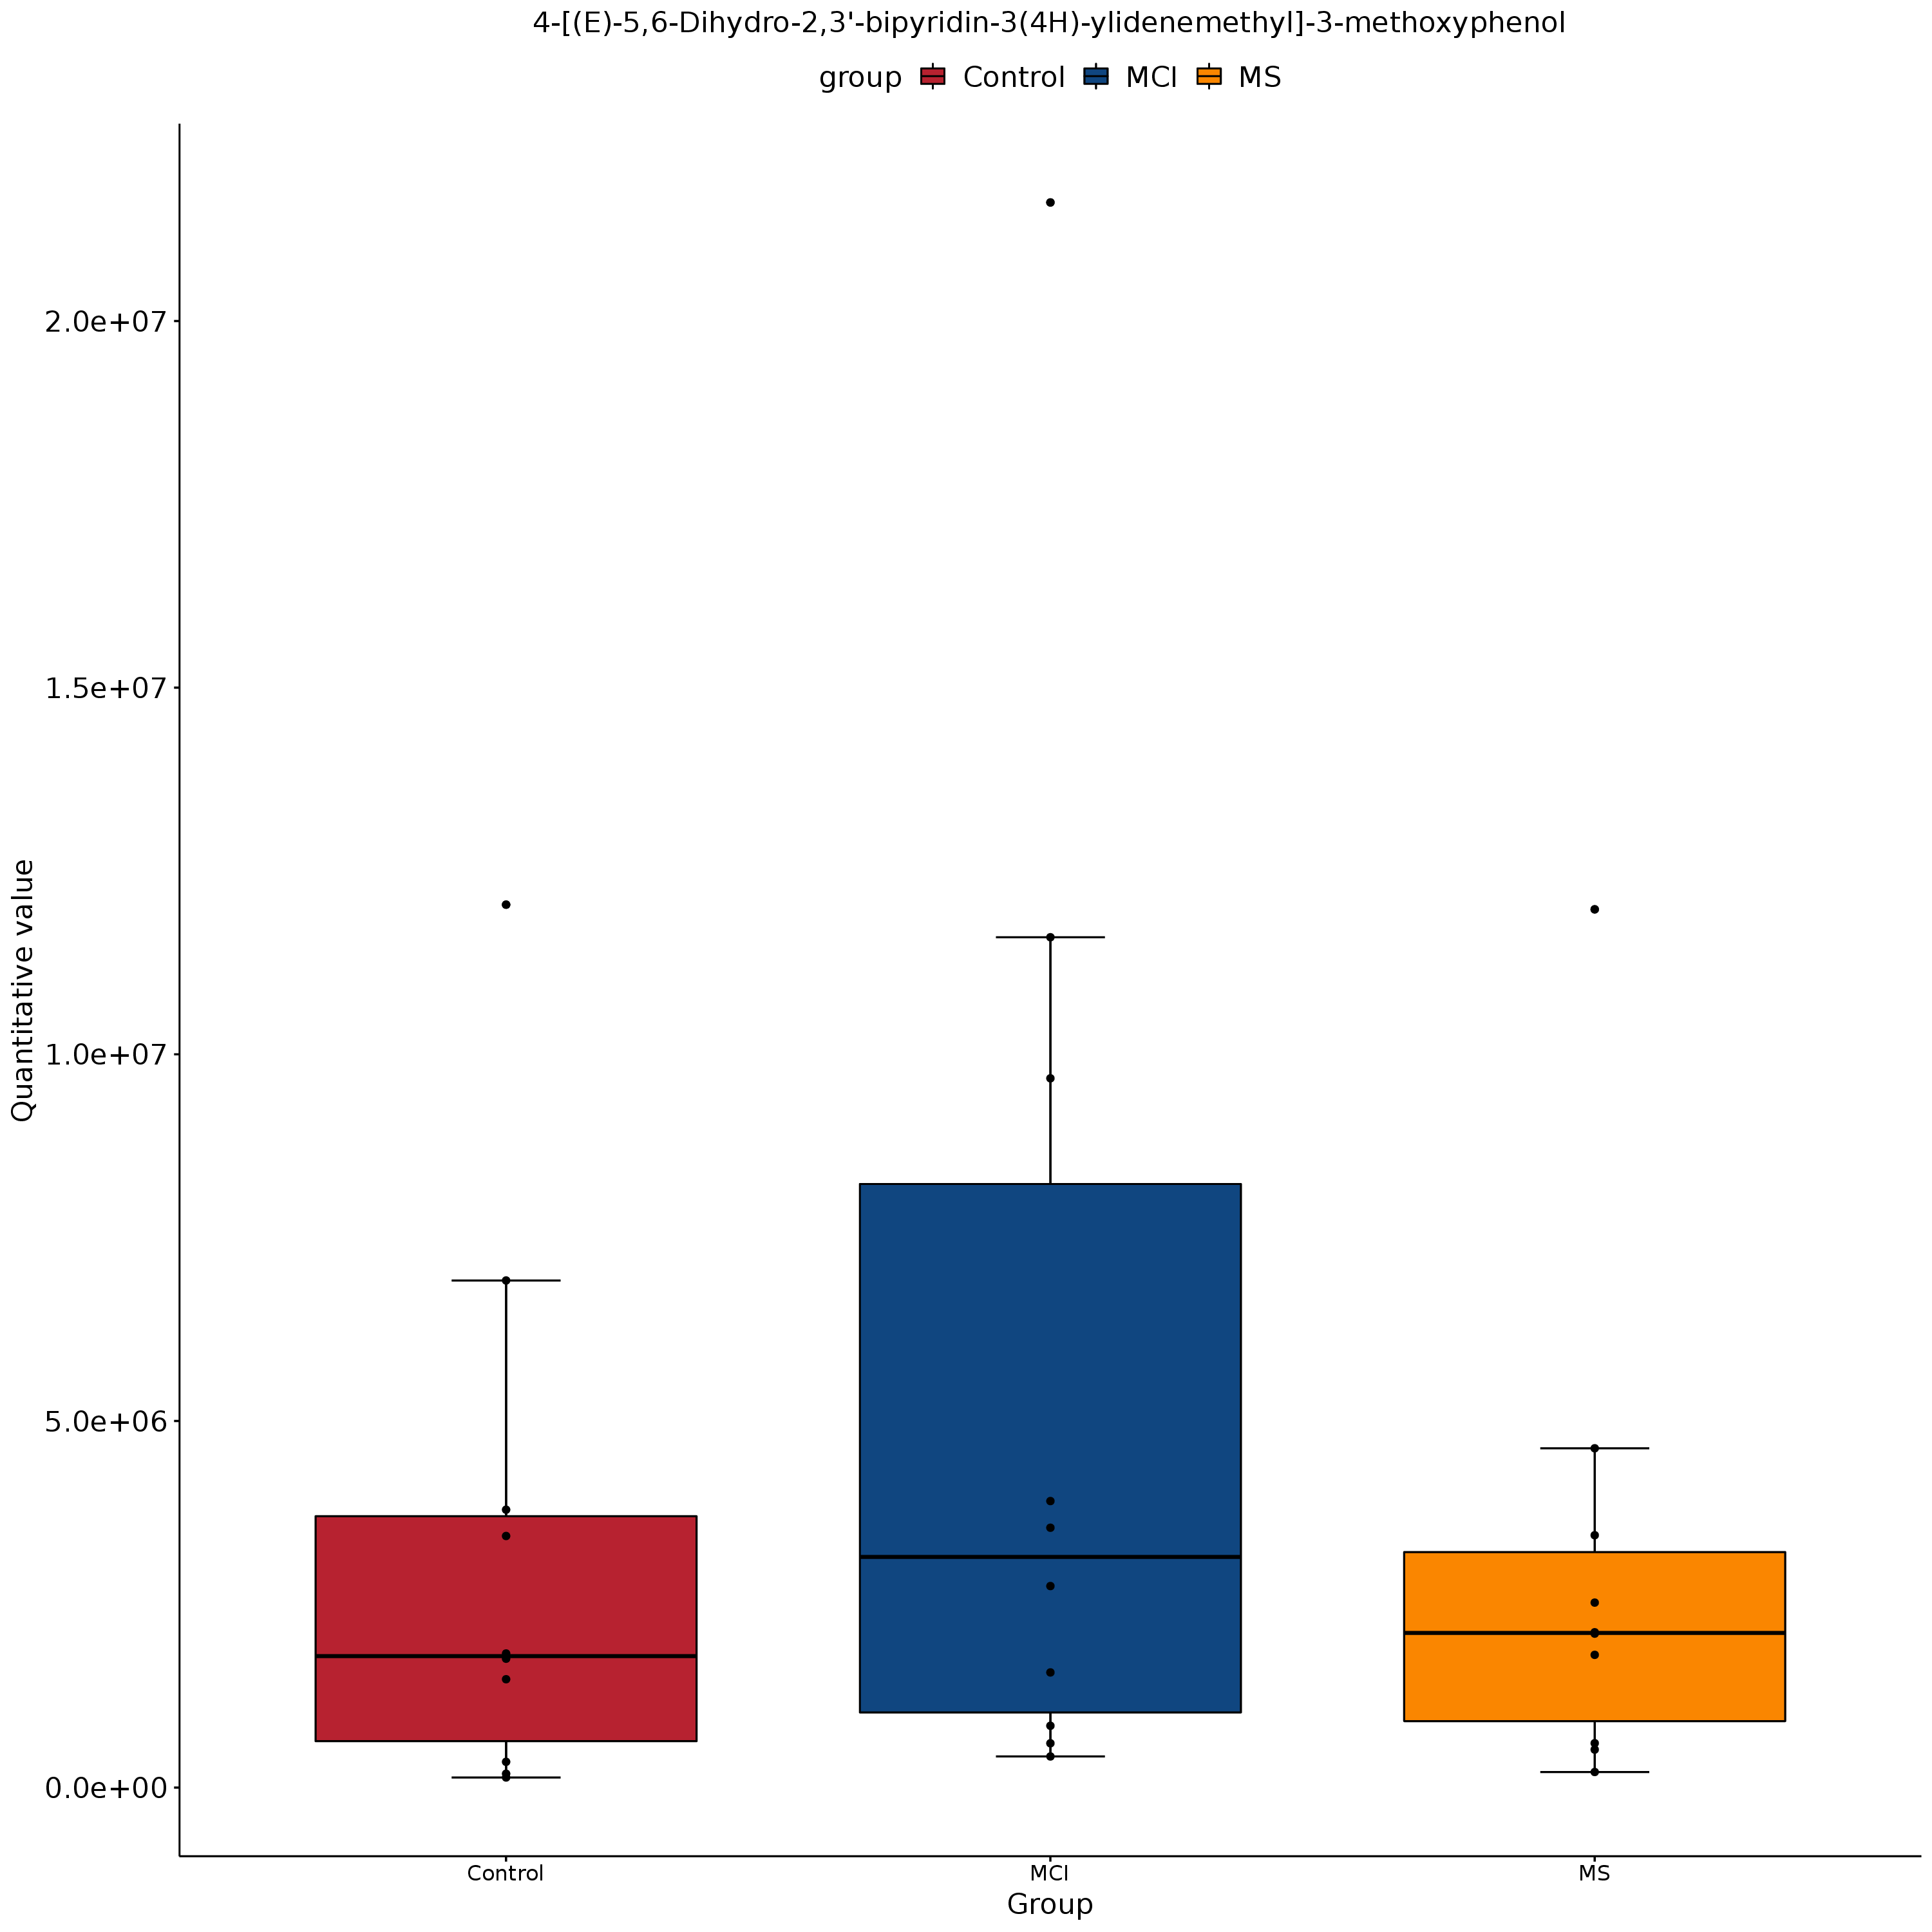 4-[(E)-5,6-Dihydro-2,3'-bipyridin-3(4H)-ylidenemethyl]-3-methoxyphenol
group Control MCI MS
2.0e+07
1.5e+07
1.0e+07
5.0e+06
0.0e+00
Quantitative value
Control MCI MS
Group